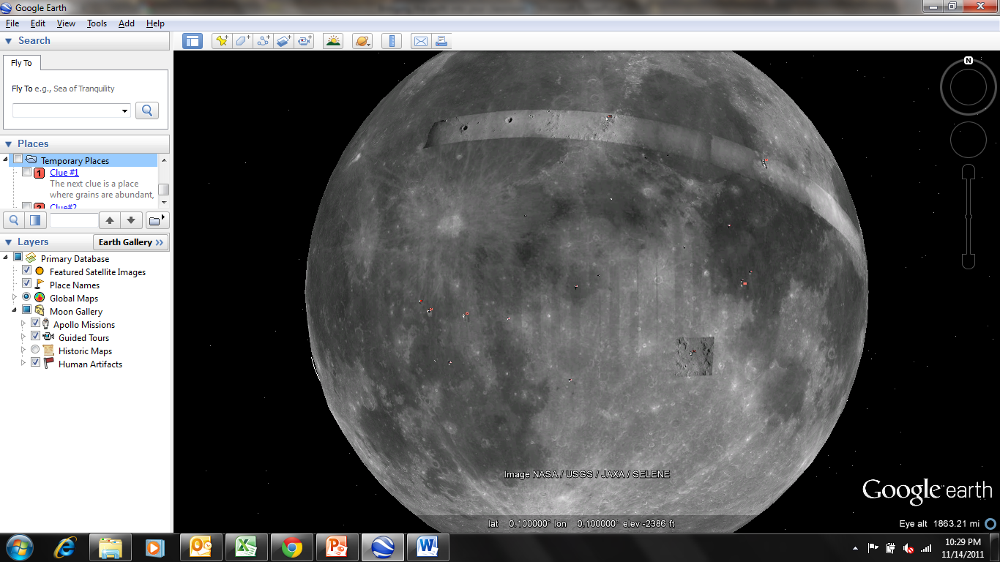 Google Earth
File Edit View Tools Add Help
Search
Fly To
Fly To e.g., Sea of Tranquility
Places
Temporary Places
1 Clue #1
The next clue is a place
where grains are abundant,
Clue#2
Layers
Earth Gallery »
Primary Database
Featured Satellite Images
Place Names
Global Maps
Moon Gallery
Apollo Missions
Guided Tours
Historic Maps
Human Artifacts
N
Image NASA / USGS / JAXA / SELENE
Google earth
lat 0.100000° lon 0.100000° elev -2386 ft
Eye alt 1863.21 mi
10:29 PM
11/14/2011